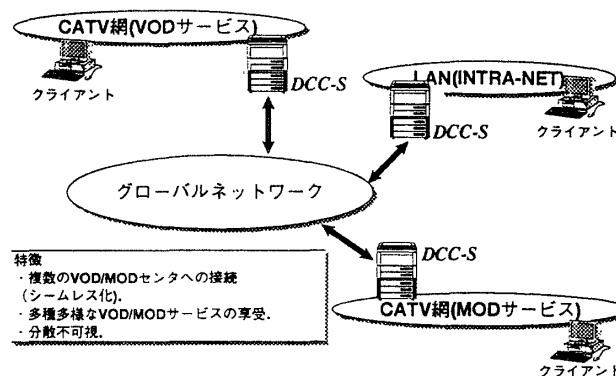 CATV網(VODサービス)
クライアント
DCC-S
LAN(INTRA-NET)
DCC-S
クライアント
グローバルネットワーク
DCC-S
CATV網(MODサービス)
クライアント
特徴
・複数のVOD/MODセンタへの接続
(シームレス化).
・多種多様なVOD/MODサービスの享受.
・分散不可視.